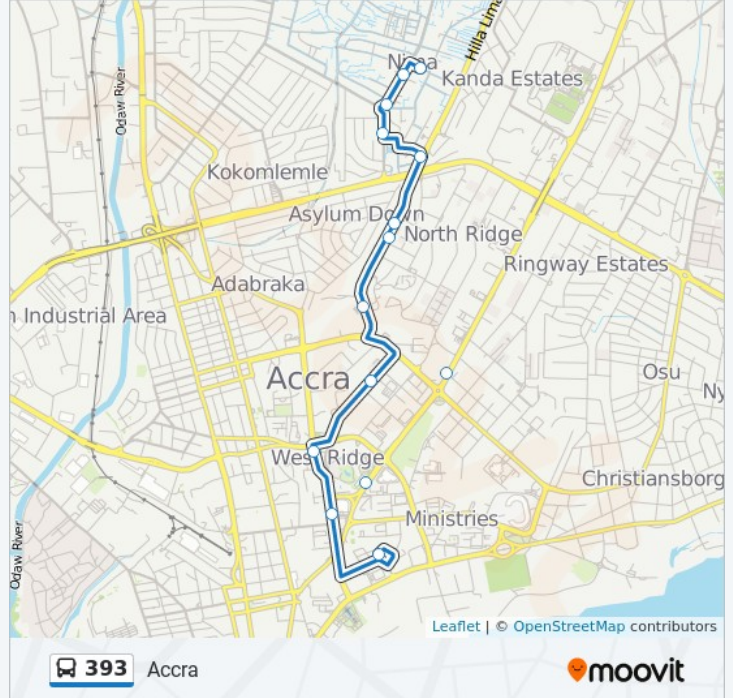 Nima
Hilla Lima
Kanda Estates
Odaw River
Kokomlemle
Asylum Down
North Ridge
Ringway Estates
Adabraka
n Industrial Area
Accra
Osu
Ny
West Ridge
Christiansborg
Ministries
Odaw River
Leaflet | © OpenStreetMap contributors
393 Accra
moovit